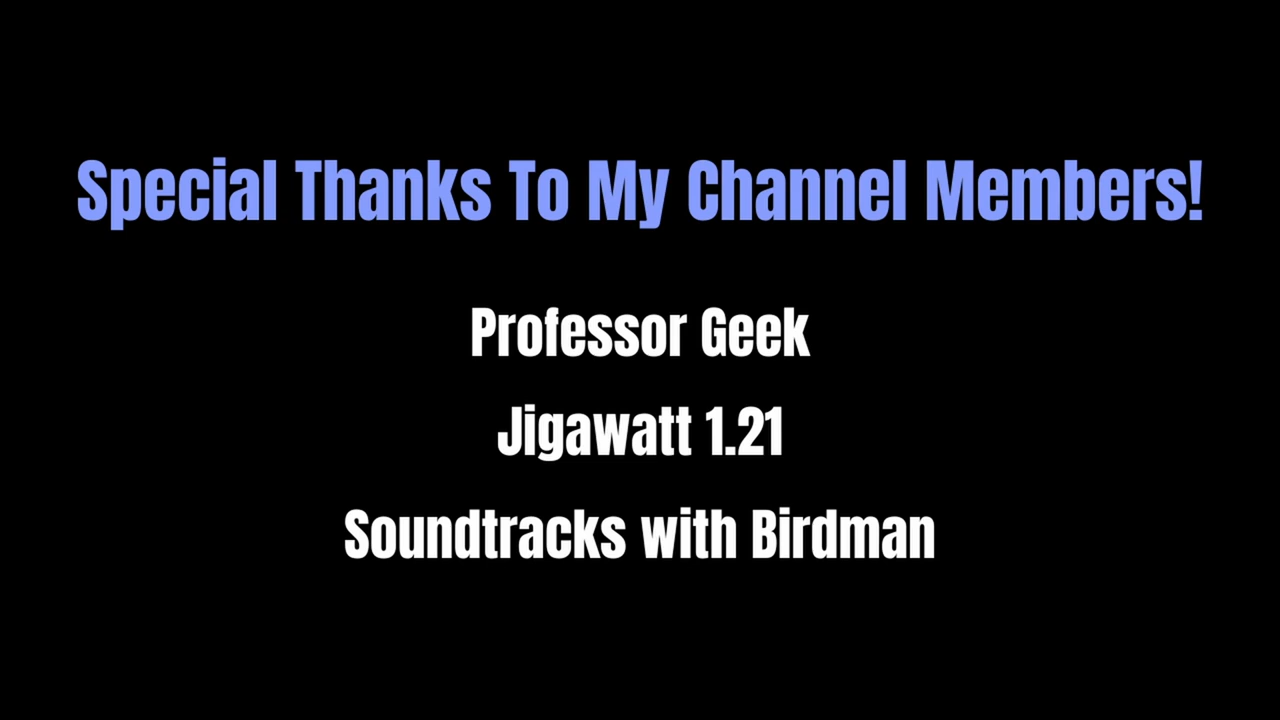 Special Thanks To My Channel Members!
Professor Geek
Jigawatt 1.21
Soundtracks with Birdman